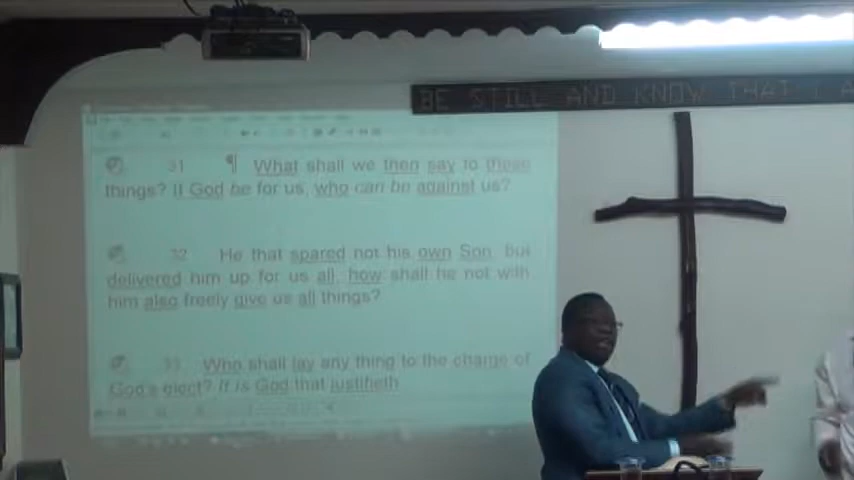 BE STILL AND KNOW THAT I A
31 ¶ What shall we then say to these
things? If God be for us, who can be against us?
32 He that spared not his own Son, but
delivered him up for us all, how shall he not with
him also freely give us all things?
33 Who shall lay any thing to the charge of
God's elect? It is God that justifieth